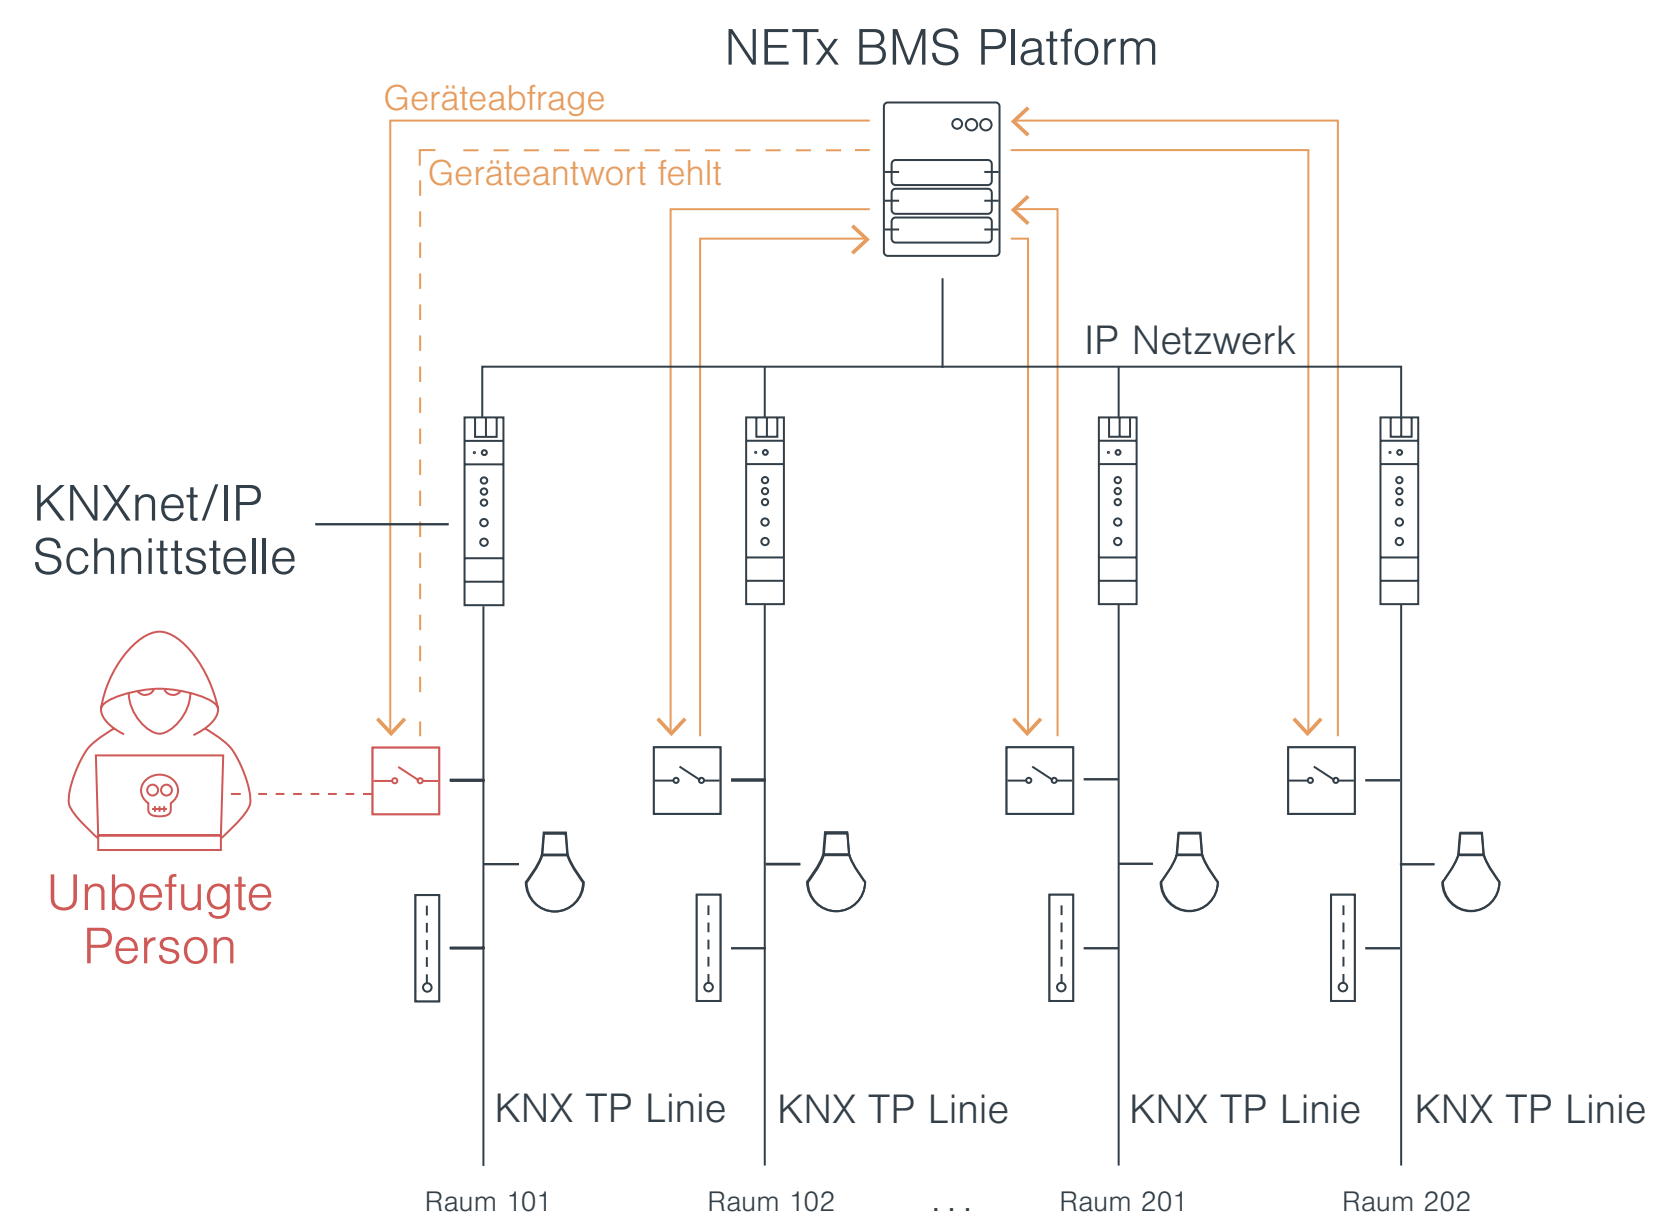 NETx BMS Platform
Geräteabfrage
Geräteantwort fehlt
IP Netzwerk
KNXnet/IP
Schnittstelle
Unbefugte
Person
KNX TP Linie
KNX TP Linie
KNX TP Linie
KNX TP Linie
Raum 101
Raum 102
...
Raum 201
Raum 202